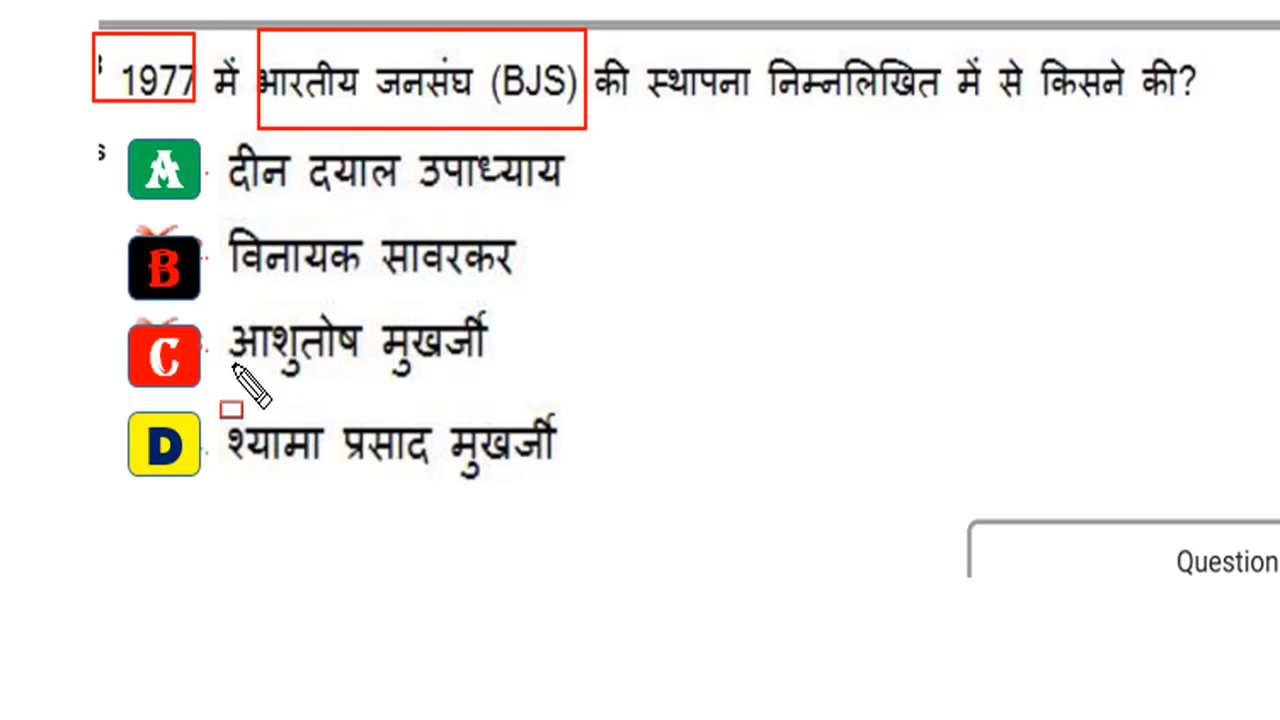 1977 में भारतीय जनसंघ (BJS) की स्थापना निम्नलिखित में से किसने की?
s
A दीन दयाल उपाध्याय
B विनायक सावरकर
C आशुतोष मुखर्जी
D श्यामा प्रसाद मुखर्जी
Question